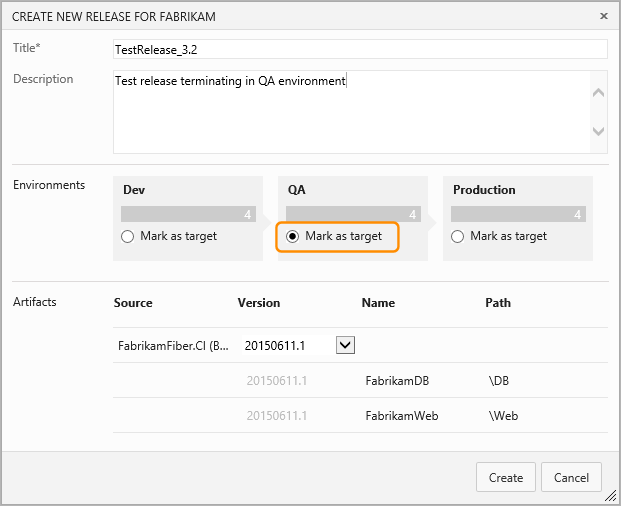 CREATE NEW RELEASE FOR FABRIKAM ×
Title* TestRelease_3.2
Description Test release terminating in QA environment
Environments Dev QA Production
4 4 4
Mark as target Mark as target Mark as target
Artifacts Source Version Name Path
FabrikamFiber.CI (B... 20150611.1
20150611.1 FabrikamDB \DB
20150611.1 FabrikamWeb \Web
Create Cancel